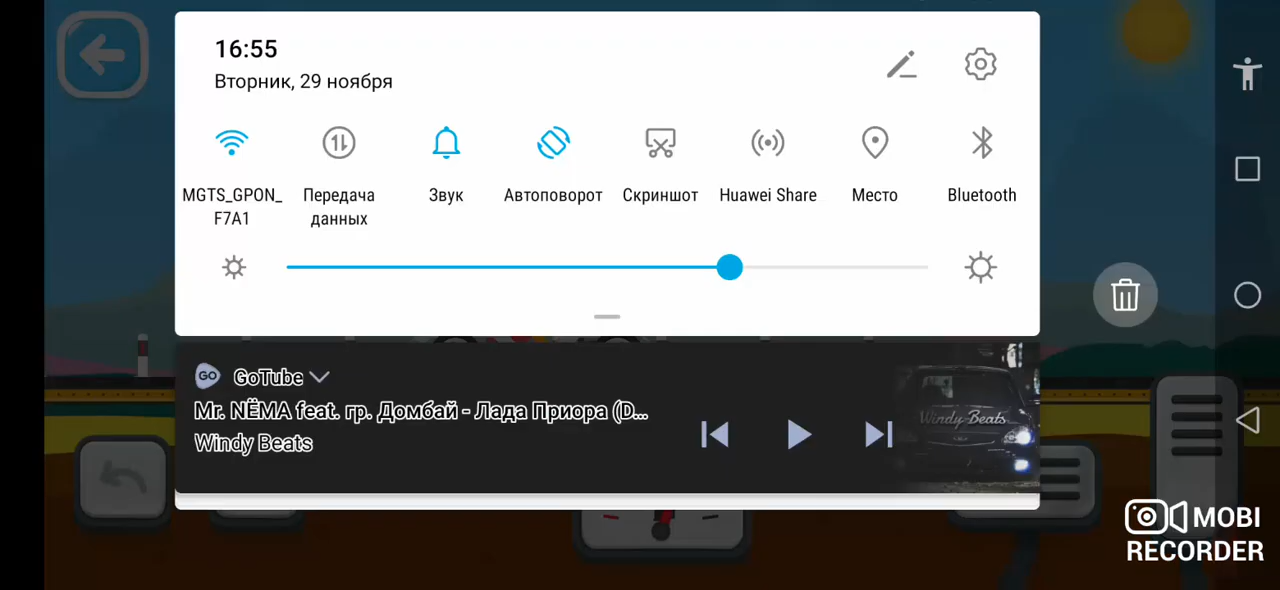 16:55
Вторник, 29 ноября
MGTS_GPON_
F7A1
Передача
данных
Звук
Автоповорот
Скриншот
Huawei Share
Место
Bluetooth
GO GoTube
Mr. NЁMA feat. гр. Домбай - Лада Приора (D...
Windy Beats
Windy Beats
MOBI
RECORDER